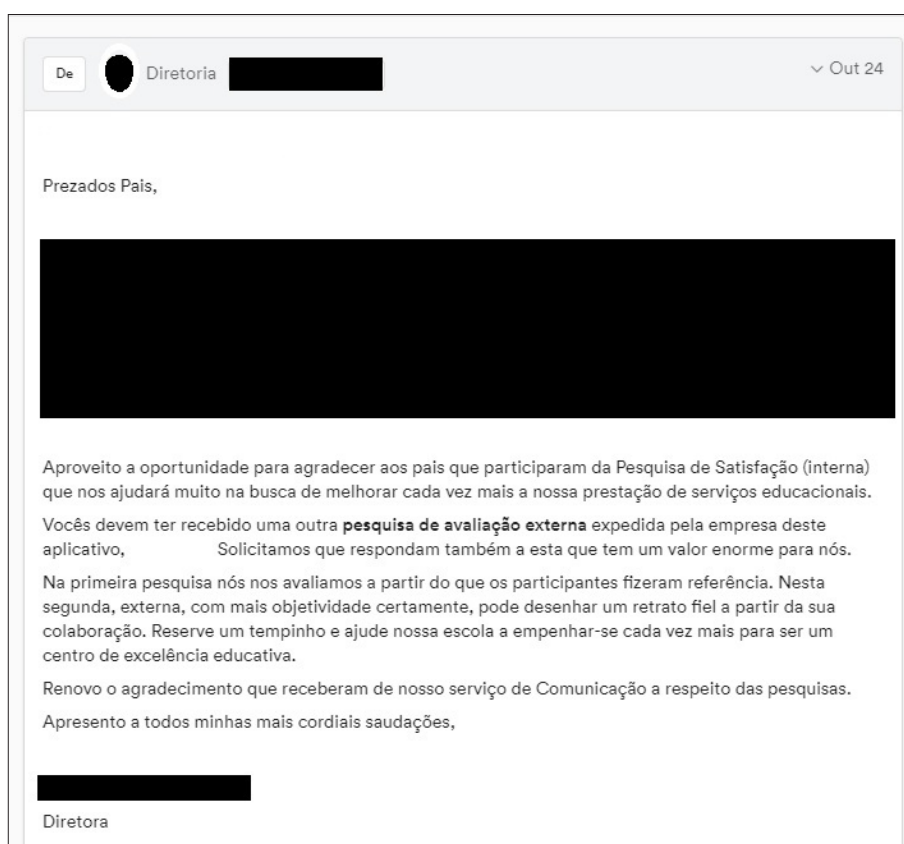 De Diretoria Out 24
Prezados Pais,
Aproveito a oportunidade para agradecer aos pais que participaram da Pesquisa de Satisfação (interna)
que nos ajudará muito na busca de melhorar cada vez mais a nossa prestação de serviços educacionais.
Vocês devem ter recebido uma outra pesquisa de avaliação externa expedida pela empresa deste
aplicativo, Solicitamos que respondam também a esta que tem um valor enorme para nós.
Na primeira pesquisa nós nos avaliamos a partir do que os participantes fizeram referência. Nesta
segunda, externa, com mais objetividade certamente, pode desenhar um retrato fiel a partir da sua
colaboração. Reserve um tempinho e ajude nossa escola a empenhar-se cada vez mais para ser um
centro de excelência educativa.
Renovo o agradecimento que receberam de nosso serviço de Comunicação a respeito das pesquisas.
Apresento a todos minhas mais cordiais saudações,
Diretora